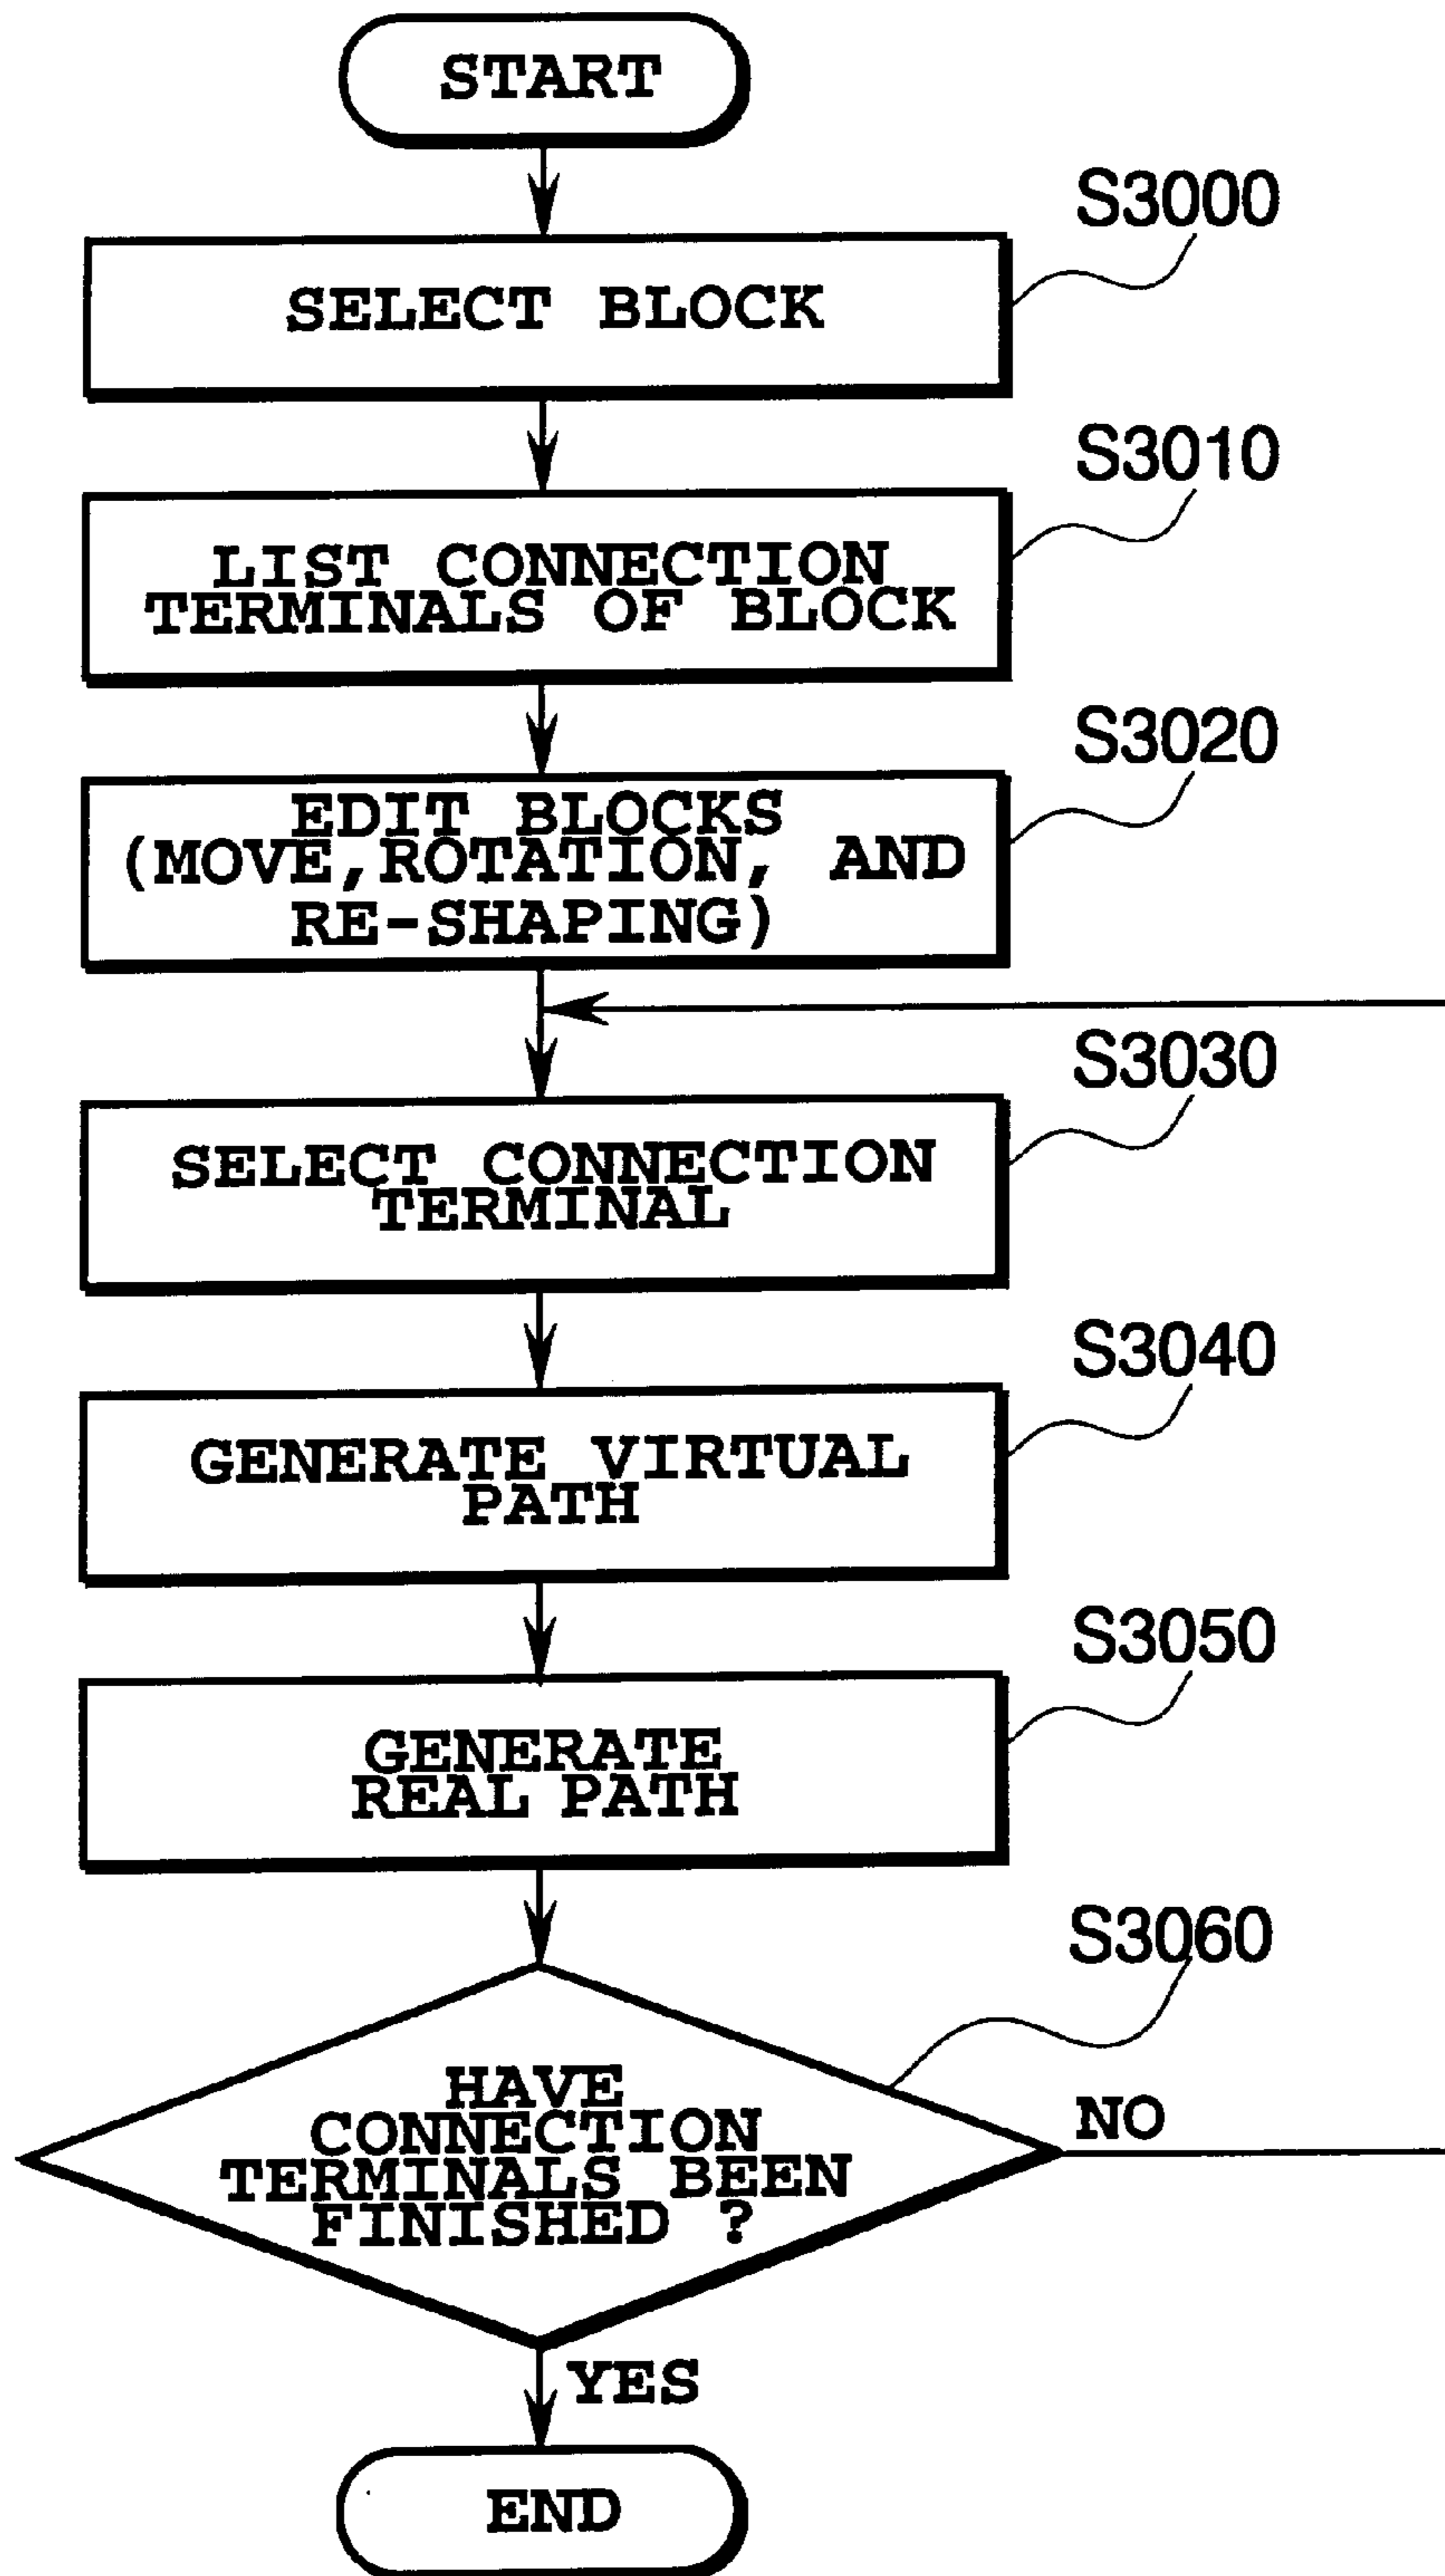 START
S3000
SELECT BLOCK
S3010
LIST CONNECTION
TERMINALS OF BLOCK
S3020
EDIT BLOCKS
(MOVE,ROTATION, AND
RE-SHAPING)
S3030
SELECT CONNECTION
TERMINAL
S3040
GENERATE VIRTUAL
PATH
S3050
GENERATE
REAL PATH
S3060
HAVE
CONNECTION
TERMINALS BEEN
FINISHED ?
NO
YES
END